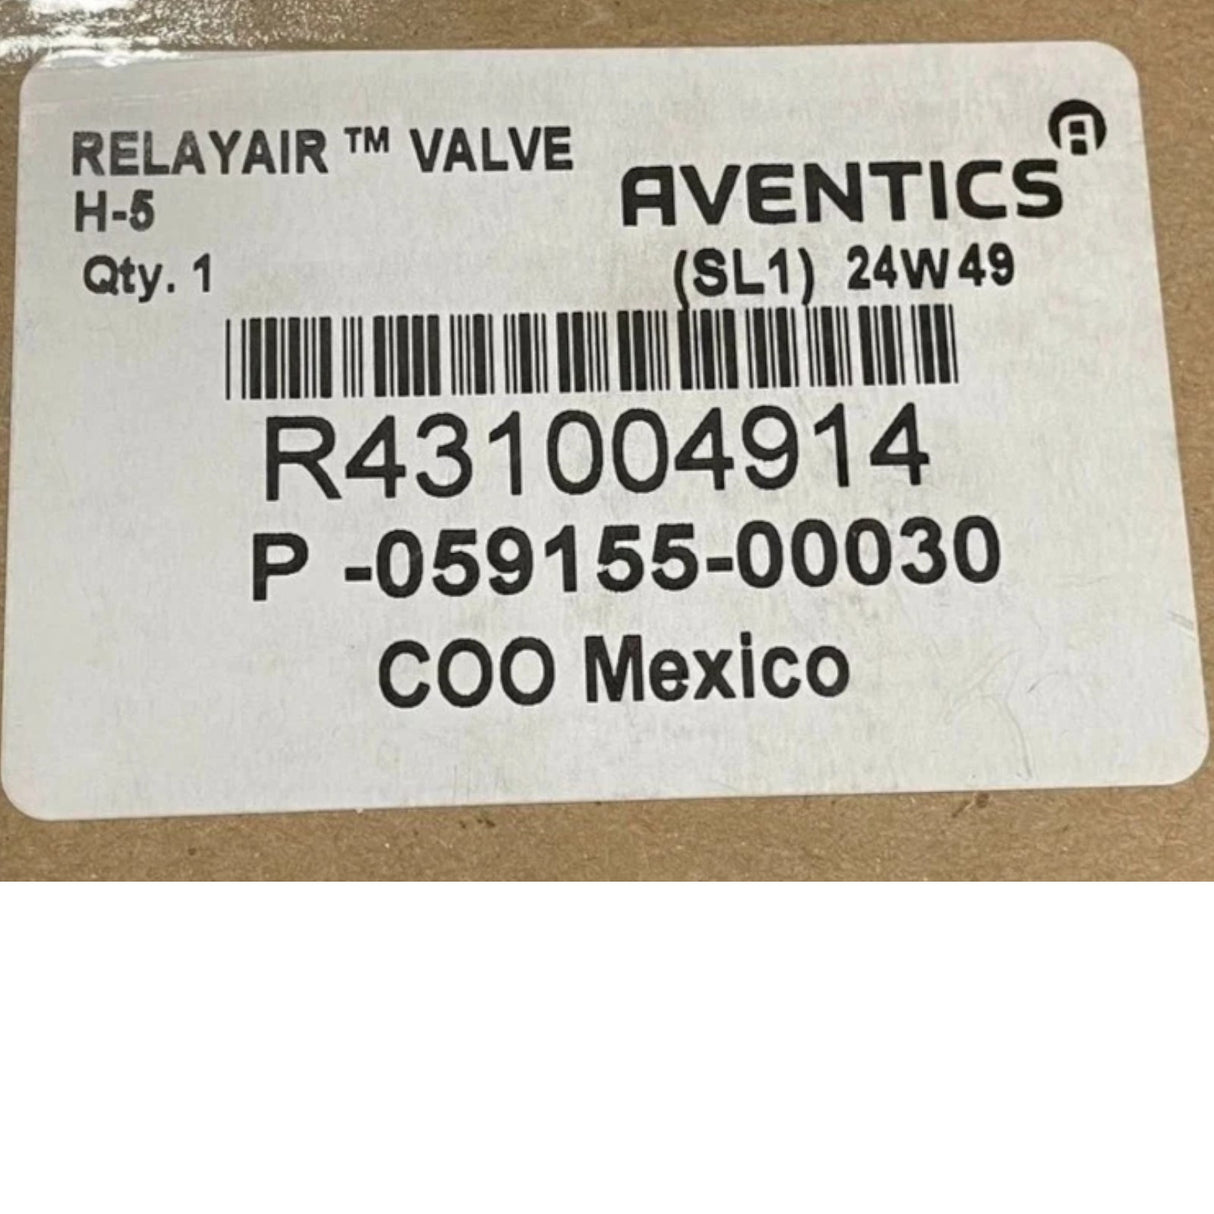 RELAYAIR ™ VALVE
H-5
Qty. 1
AVENTICS
(SL1) 24W49
R431004914
P -059155-00030
COO Mexico